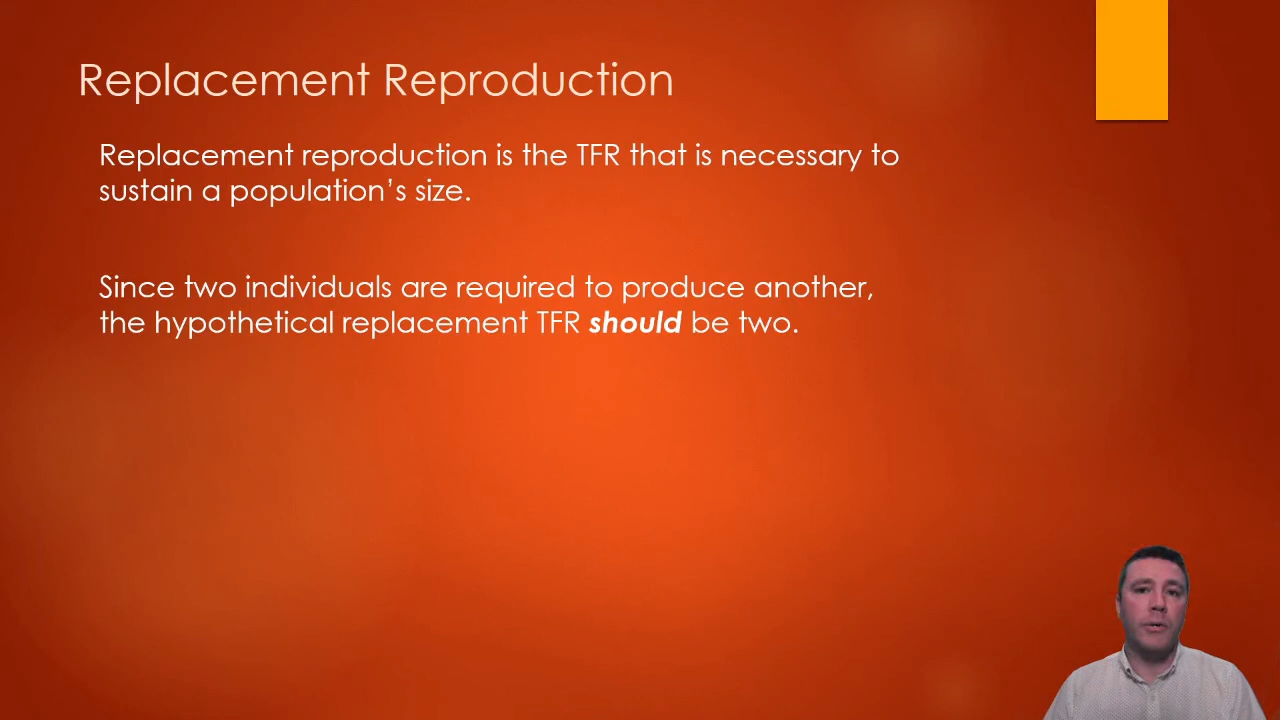 Replacement Reproduction
Replacement reproduction is the TFR that is necessary to
sustain a population’s size.
Since two individuals are required to produce another,
the hypothetical replacement TFR should be two.